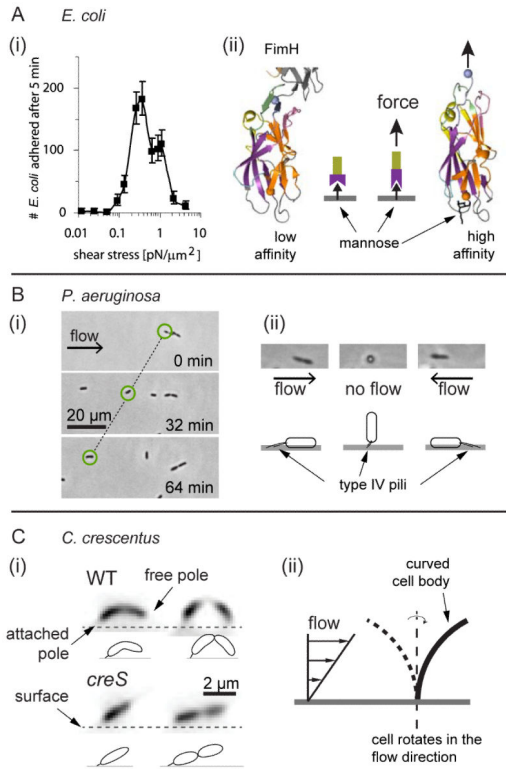 A E. coli
(i)
(ii)
# E. coli adhered after 5 min
200
100
0
0.01 0.1 1.0 10
shear stress [pN/μm²]
FimH
force
low
affinity
mannose
high
affinity
B P. aeruginosa
(i)
(ii)
flow
0 min
20 μm
32 min
64 min
flow
no flow
flow
type IV pili
C C. crescentus
(i)
(ii)
WT
free pole
attached
pole
creS
2 μm
surface
flow
curved
cell body
cell rotates in the
flow direction